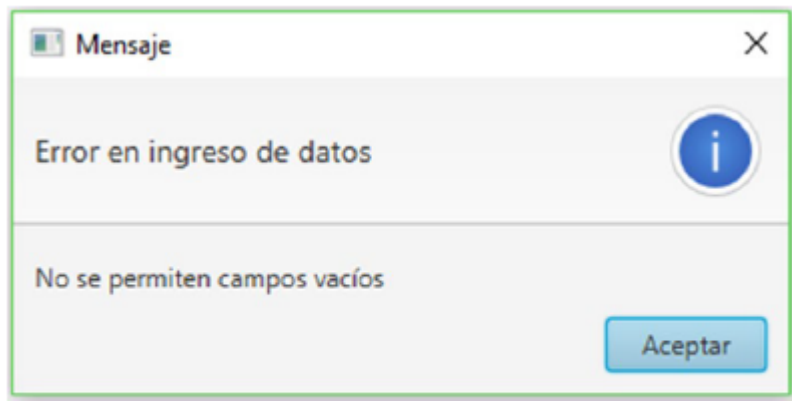 Mensaje
Error en ingreso de datos
No se permiten campos vacíos
Aceptar